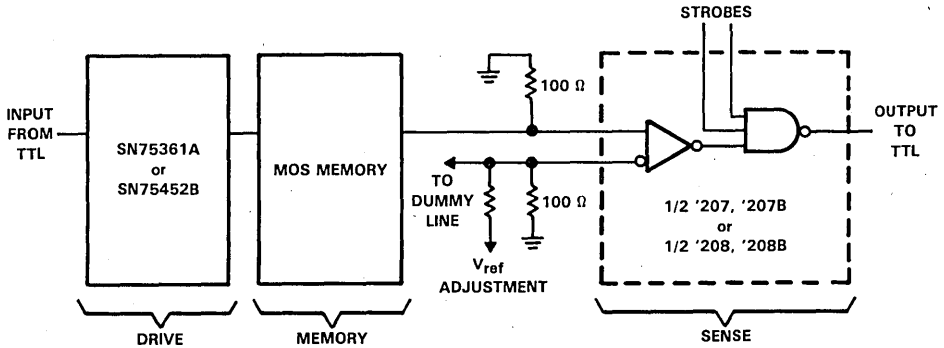 STROBES
100 Ω
INPUT
FROM
TTL
SN75361A
or
SN75452B
MOS MEMORY
TO
DUMMY
LINE
100 Ω
Vref
ADJUSTMENT
1/2 '207, '207B
or
1/2 '208, '208B
OUTPUT
TO
TTL
DRIVE
MEMORY
SENSE